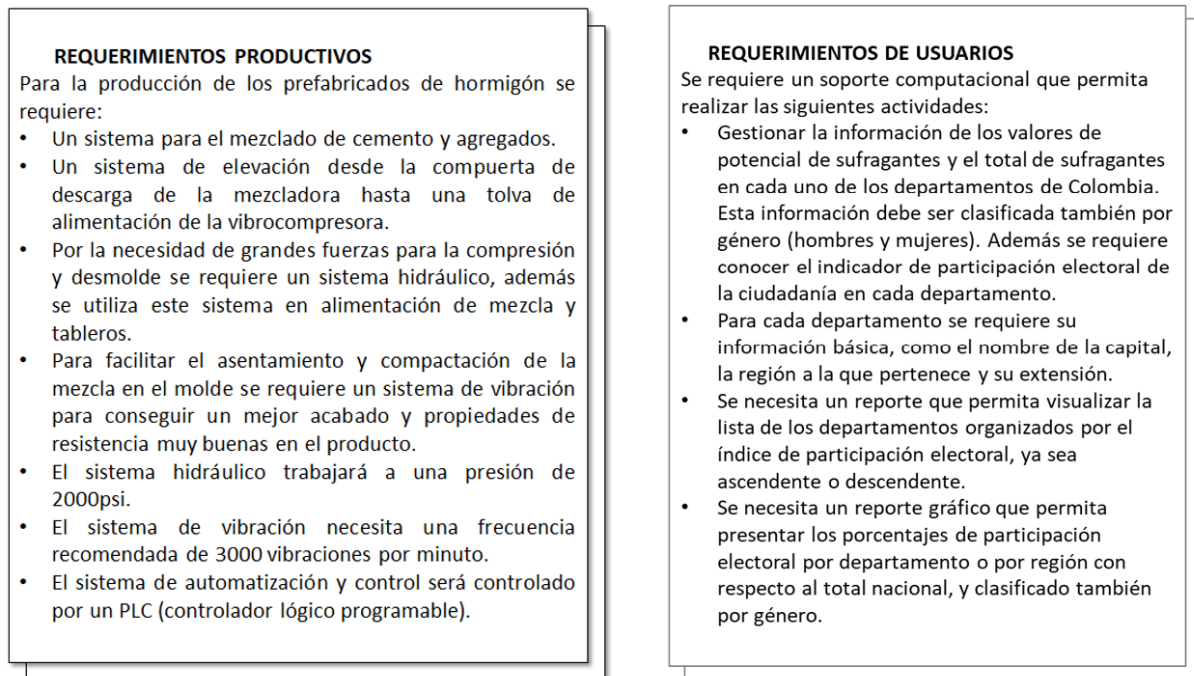 REQUERIMIENTOS PRODUCTIVOS
Para la producción de los prefabricados de hormigón se
requiere:
• Un sistema para el mezclado de cemento y agregados.
• Un sistema de elevación desde la compuerta de
descarga de la mezcladora hasta una tolva de
alimentación de la vibrocompresora.
• Por la necesidad de grandes fuerzas para la compresión
y desmolde se requiere un sistema hidráulico, además
se utiliza este sistema en alimentación de mezcla y
tableros.
• Para facilitar el asentamiento y compactación de la
mezcla en el molde se requiere un sistema de vibración
para conseguir un mejor acabado y propiedades de
resistencia muy buenas en el producto.
• El sistema hidráulico trabajará a una presión de
2000psi.
• El sistema de vibración necesita una frecuencia
recomendada de 3000 vibraciones por minuto.
• El sistema de automatización y control será controlado
por un PLC (controlador lógico programable).
REQUERIMIENTOS DE USUARIOS
Se requiere un soporte computacional que permita
realizar las siguientes actividades:
• Gestionar la información de los valores de
potencial de sufragantes y el total de sufragantes
en cada uno de los departamentos de Colombia.
Esta información debe ser clasificada también por
género (hombres y mujeres). Además se requiere
conocer el indicador de participación electoral de
la ciudadanía en cada departamento.
• Para cada departamento se requiere su
información básica, como el nombre de la capital,
la región a la que pertenece y su extensión.
• Se necesita un reporte que permita visualizar la
lista de los departamentos organizados por el
índice de participación electoral, ya sea
ascendente o descendente.
• Se necesita un reporte gráfico que permita
presentar los porcentajes de participación
electoral por departamento o por región con
respecto al total nacional, y clasificado también
por género.